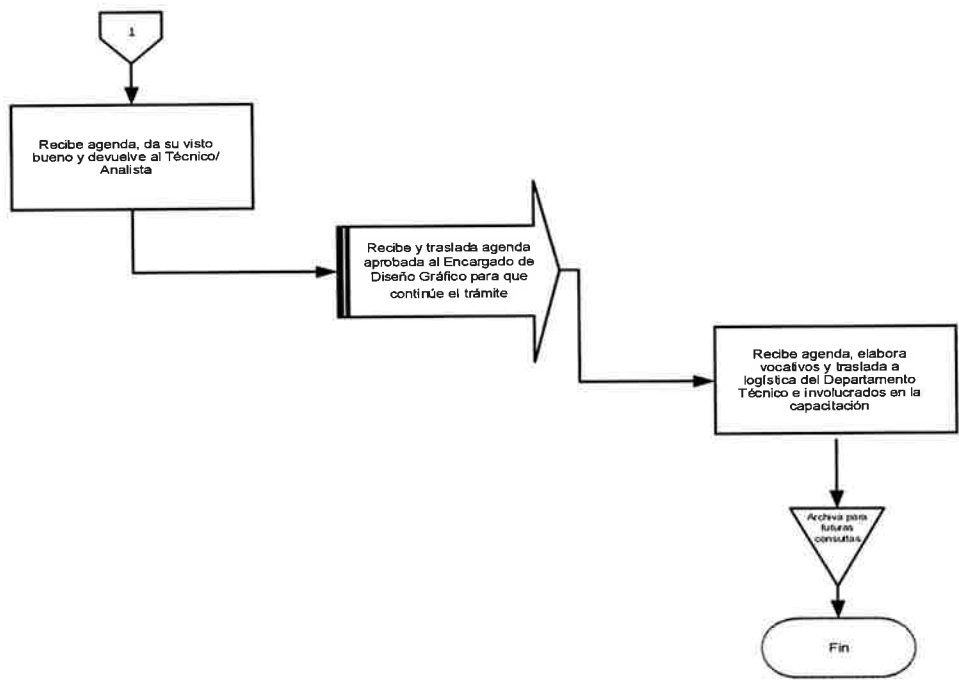 1
Recibe agenda, da su visto
bueno y devuelve al Técnico/
Analista
Recibe y traslada agenda
aprobada al Encargado de
Diseño Gráfico para que
continúe el trámite
Recibe agenda, elabora
vocativos y traslada a
logística del Departamento
Técnico e involucrados en la
capacitación
Archiva para
futuras
consultas
Fin